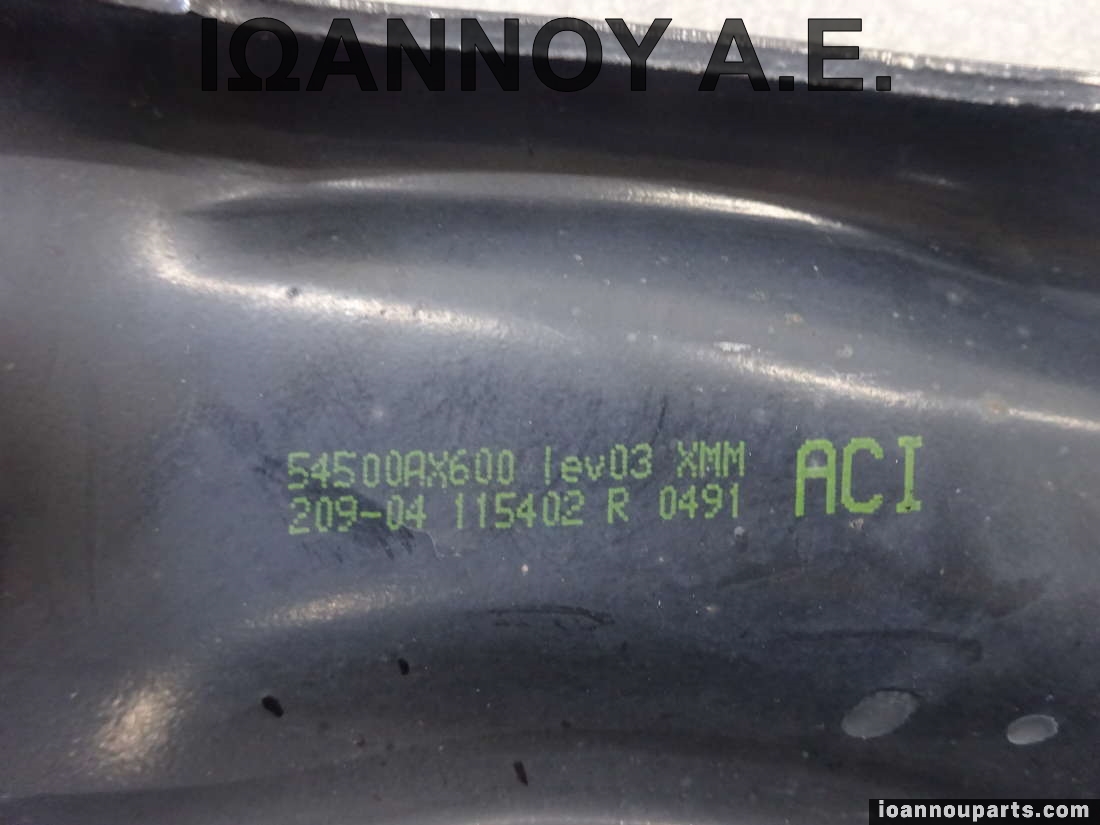 ΙΩΑΝΝΟΥ Α.Ε.
54500AX600 lev03 XMM
209-04 115402 R 0491
ACI
ioannouparts.com